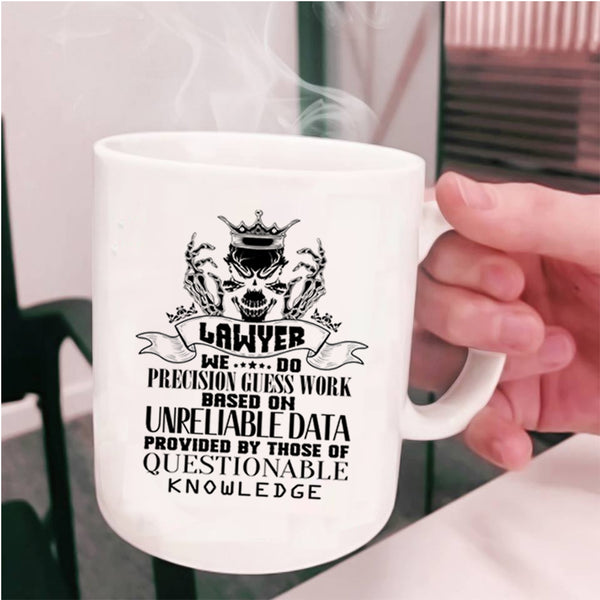 LAWYER
WE DO
PRECISION GUESS WORK
BASED ON
UNRELIABLE DATA
PROVIDED BY THOSE OF
QUESTIONABLE
KNOWLEDGE